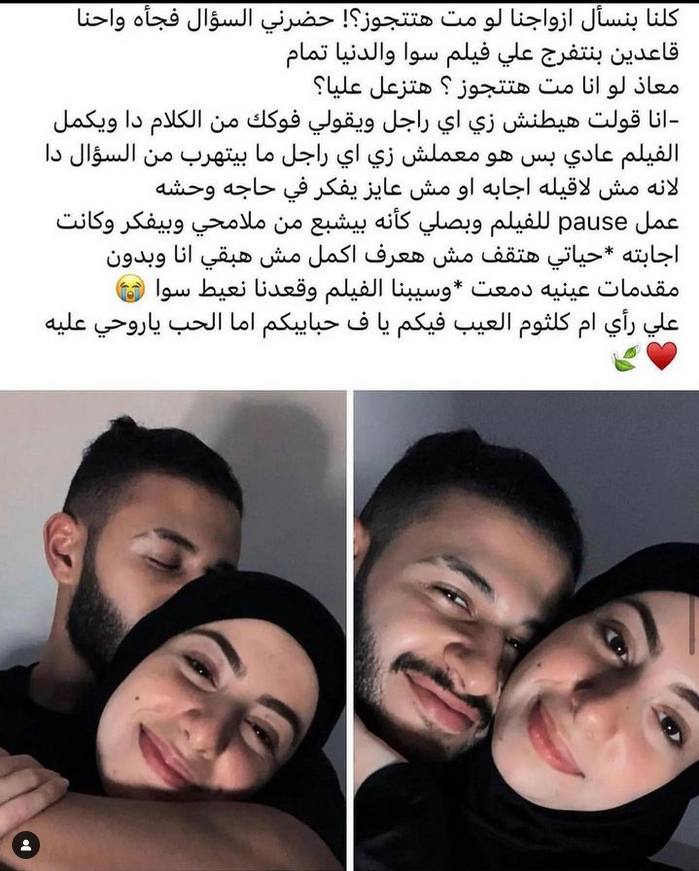 كلنا بنسأل ازواجنا لو مت هتتجوز؟! حضرني السؤال فجأه واحنا
قاعدين بنتفرج علي فيلم سوا والدنيا تمام
معاذ لو انا مت هتتجوز ؟ هتزعل عليا؟
-انا قولت هيطنش زي اي راجل ويقولي فوكك من الكلام دا ويكمل
الفيلم عادي بس هو معملش زي اي راجل ما بيتهرب من السؤال دا
لانه مش لاقيله اجابه او مش عايز يفكر في حاجه وحشه
عمل pause للفيلم وبصلي كأنه بيشبع من ملامحي وبيفكر وكانت
اجابته *حياتي هتقف مش هعرف اكمل مش هبقي انا وبدون
مقدمات عينيه دمعت *وسيبنا الفيلم وقعدنا نعيط سوا 😭
علي رأي ام كلثوم العيب فيكم يا ف حبايبكم اما الحب ياروحي عليه
♥️🍃